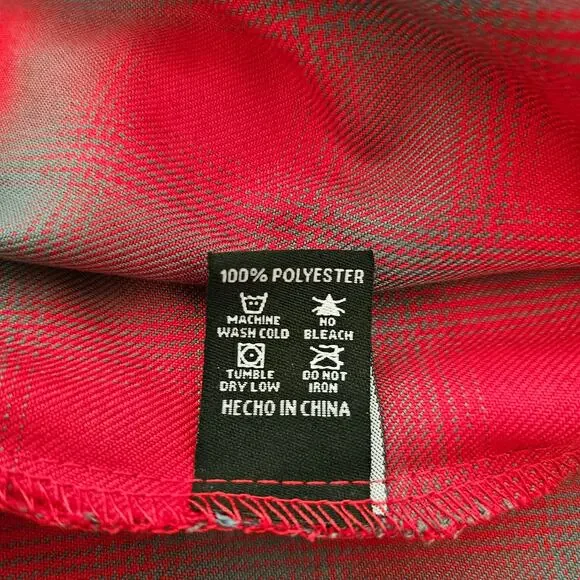 100% POLYESTER
MACHINE WASH COLD
NO BLEACH
TUMBLE DRY LOW
DO NOT IRON
HECHO IN CHINA